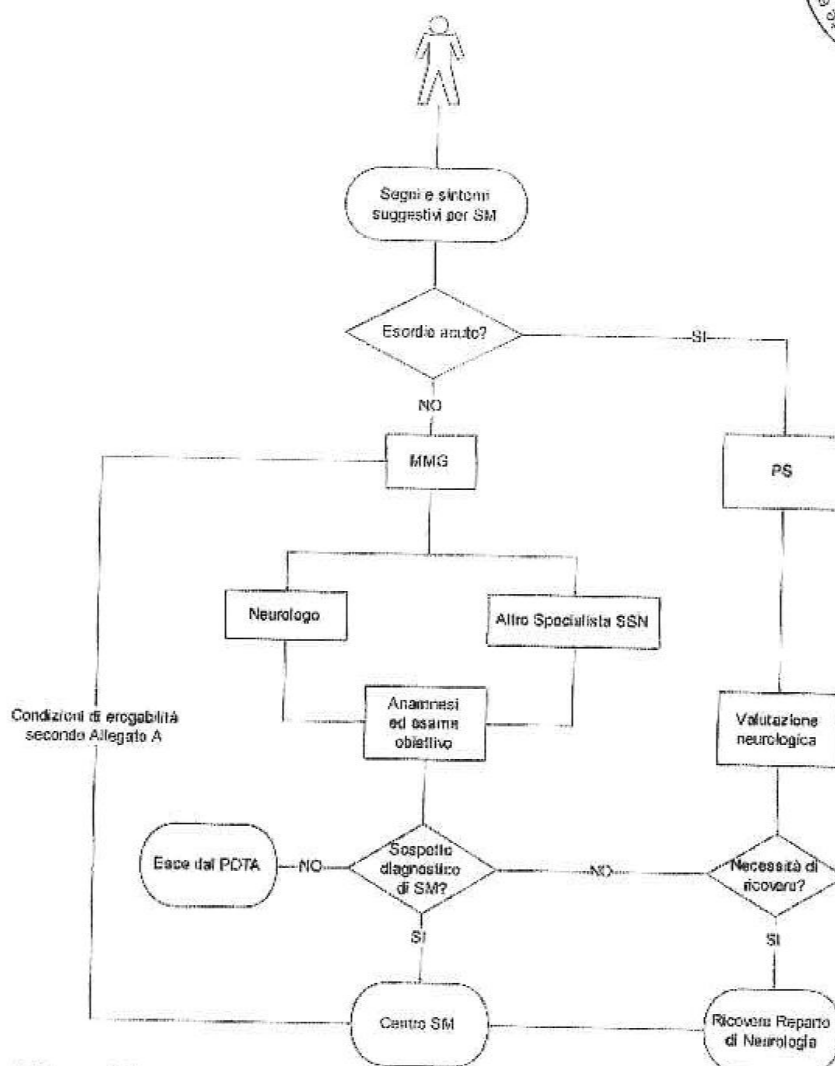 Segni e sintomi
suggestivi per SM
Esordio acuto?
SI
NO
MMG
PS
Neurologo
Altro Specialista SSN
Condizioni di erogabilità
secondo Allegato A
Anamnesi
ed esame
obiettivo
Valutazione
neurologica
Esce dal PDTA
NO
Sospetto
diagnostico
di SM?
NO
Necessità di
ricovero?
SI
SI
Centro SM
Ricovero Reparto
di Neurologia